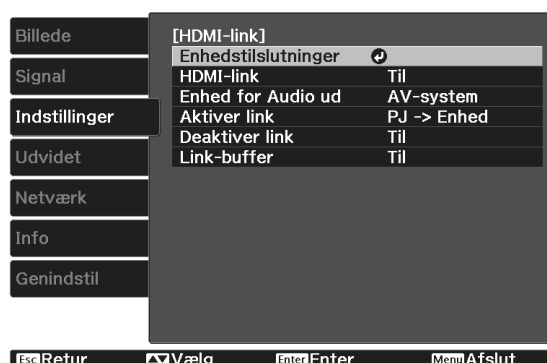 Billede
Signal
Indstillinger
Udvidet
Netværk
Info
Genindstil
[HDMI-link]
Enhedstilslutninger
HDMI-link Til
Enhed for Audio ud AV-system
Aktiver link PJ -> Enhed
Deaktiver link Til
Link-buffer Til
Esc Retur Vælg Enter Enter Menu Afslut